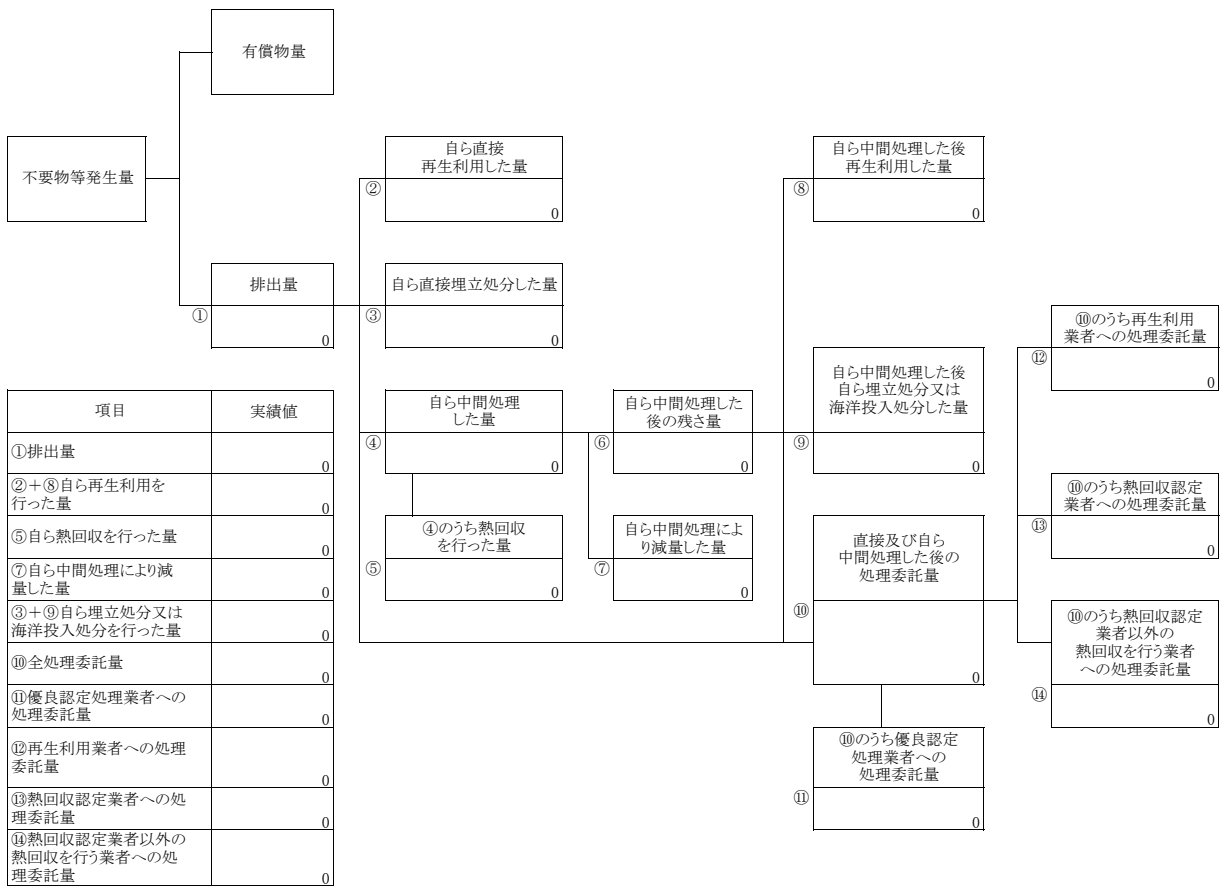 有償物量
不要物等発生量
排出量
①
0
自ら直接
再生利用した量
②
0
自ら直接埋立処分した量
③
0
自ら中間処理
した量
④
0
④のうち熱回収
を行った量
⑤
0
自ら中間処理した
後の残さ量
⑥
0
自ら中間処理によ
り減量した量
⑦
0
自ら中間処理した後
再生利用した量
⑧
0
自ら中間処理した後
自ら埋立処分又は
海洋投入処分した量
⑨
0
直接及び自ら
中間処理した後の
処理委託量
⑩
0
⑩のうち優良認定
処理業者への
処理委託量
⑪
0
⑩のうち再生利用
業者への処理委託量
⑫
0
⑩のうち熱回収認定
業者への処理委託量
⑬
0
⑩のうち熱回収認定
業者以外の
熱回収を行う業者
への処理委託量
⑭
0
項目 実績値
①排出量
0
②+⑧自ら再生利用を
行った量
0
⑤自ら熱回収を行った量
0
⑦自ら中間処理により減
量した量
0
③+⑨自ら埋立処分又は
海洋投入処分を行った量
0
⑩全処理委託量
0
⑪優良認定処理業者への
処理委託量
0
⑫再生利用業者への処理
委託量
0
⑬熱回収認定業者への処
理委託量
0
⑭熱回収認定業者以外の
熱回収を行う業者への処
理委託量
0